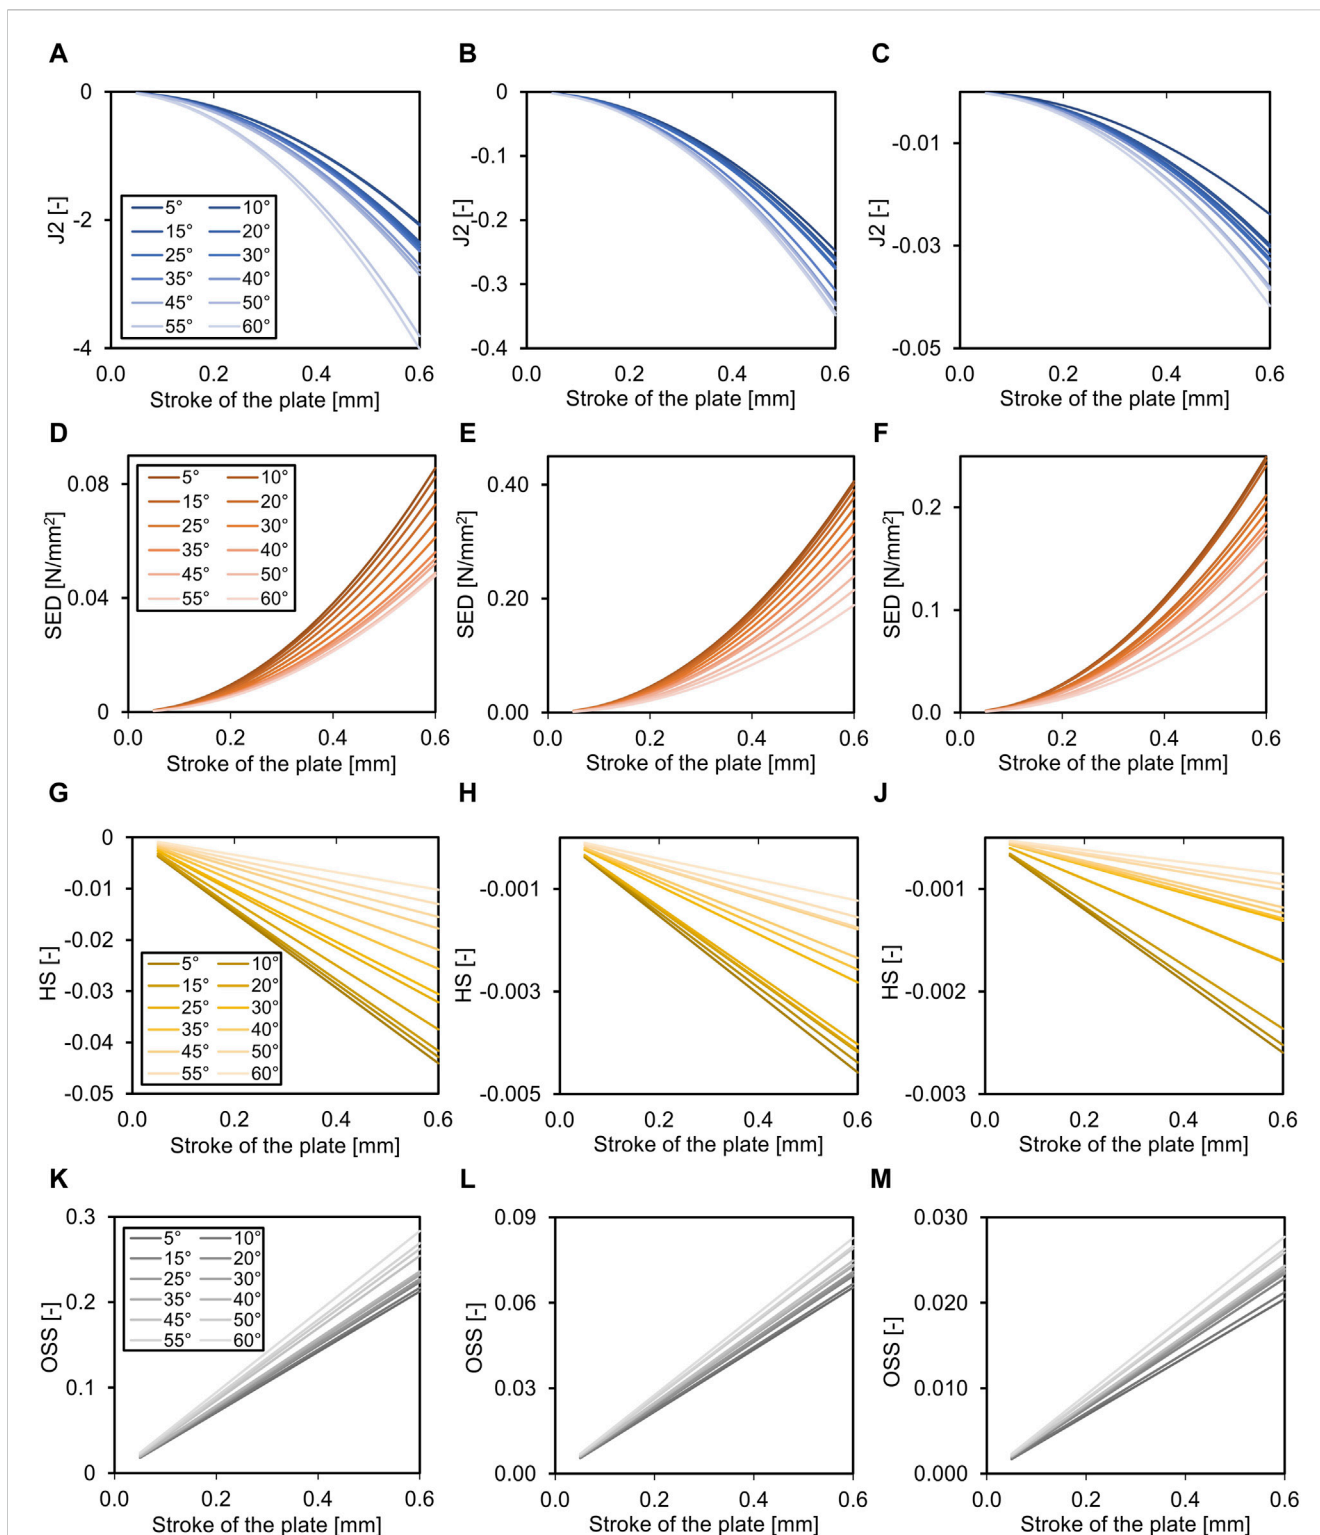 A
B
C
0
-2
-4
J2 [-]
5° 10°
15° 20°
25° 30°
35° 40°
45° 50°
55° 60°
0.0 0.2 0.4 0.6
Stroke of the plate [mm]
0
-0.1
-0.2
-0.3
-0.4
J2 [-]
0.0 0.2 0.4 0.6
Stroke of the plate [mm]
-0.01
-0.03
-0.05
J2 [-]
0.0 0.2 0.4 0.6
Stroke of the plate [mm]
D
E
F
0.08
0.04
0
SED [N/mm²]
5° 10°
15° 20°
25° 30°
35° 40°
45° 50°
55° 60°
0.0 0.2 0.4 0.6
Stroke of the plate [mm]
0.40
0.20
0.00
SED [N/mm²]
0.0 0.2 0.4 0.6
Stroke of the plate [mm]
0.2
0.1
0.0
SED [N/mm²]
0.0 0.2 0.4 0.6
Stroke of the plate [mm]
G
H
J
0
-0.01
-0.02
-0.03
-0.04
-0.05
HS [-]
5° 10°
15° 20°
25° 30°
35° 40°
45° 50°
55° 60°
0.0 0.2 0.4 0.6
Stroke of the plate [mm]
-0.001
-0.003
-0.005
HS [-]
0.0 0.2 0.4 0.6
Stroke of the plate [mm]
-0.001
-0.002
-0.003
HS [-]
0.0 0.2 0.4 0.6
Stroke of the plate [mm]
K
L
M
0.3
0.2
0.1
0
OSS [-]
5° 10°
15° 20°
25° 30°
35° 40°
45° 50°
55° 60°
0.0 0.2 0.4 0.6
Stroke of the plate [mm]
0.09
0.06
0.03
0.00
OSS [-]
0.0 0.2 0.4 0.6
Stroke of the plate [mm]
0.030
0.020
0.010
0.000
OSS [-]
0.0 0.2 0.4 0.6
Stroke of the plate [mm]